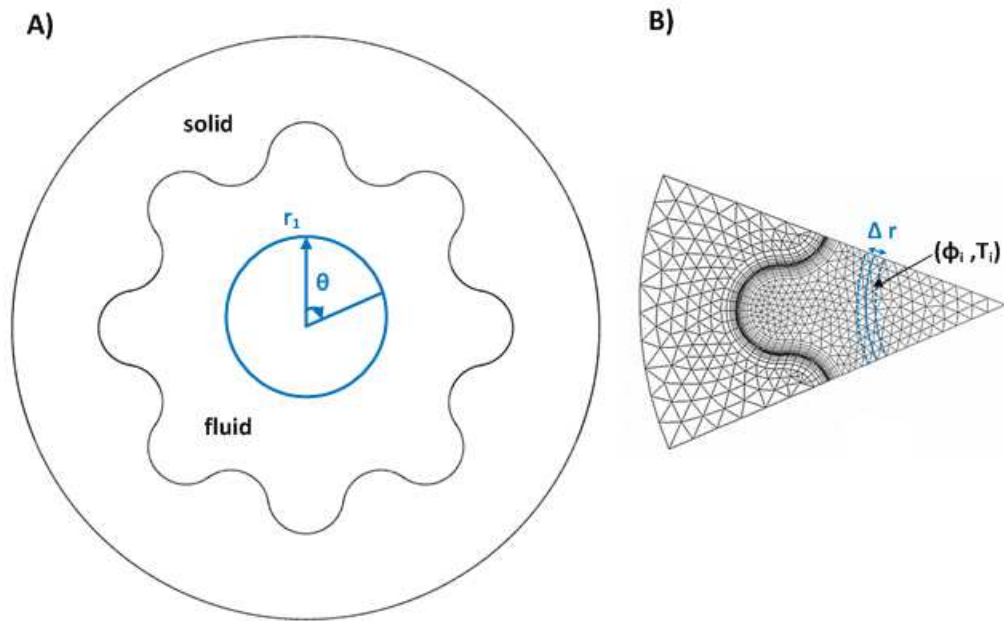 A)
B)
solid
r₁
θ
fluid
Δ r
(ϕᵢ ,Tᵢ)